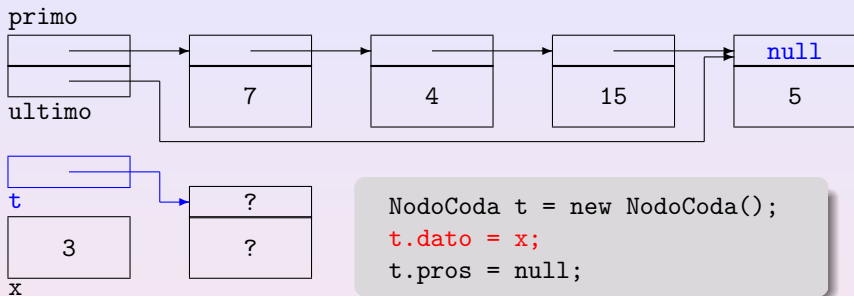 primo
null
7 4 15 5
ultimo
t
?
3
?
x
NodoCoda t = new NodoCoda();
t.dato = x;
t.pros = null;